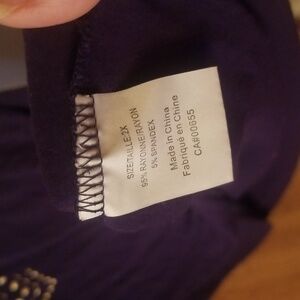 SIZE/TAILLE:2X
95% RAYONNE/RAYON
5% SPANDEX
Made in China
Fabriqué en Chine
CA#00655